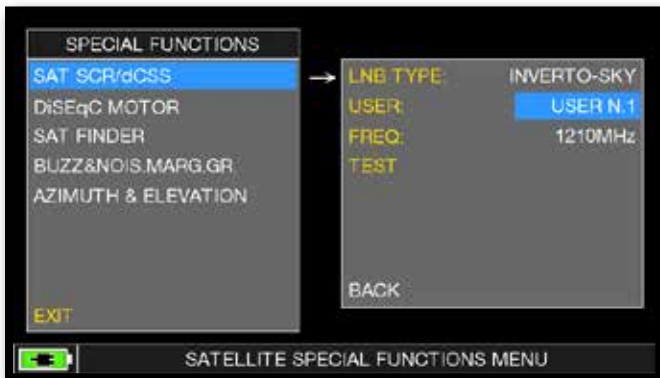 SPECIAL FUNCTIONS
SAT SCR/dCSS
DiSEqC MOTOR
SAT FINDER
BUZZ&NOIS.MARG.GR
AZIMUTH & ELEVATION
EXIT
→ LNB TYPE: INVERTO-SKY
USER: USER N.1
FREQ: 1210MHz
TEST
BACK
SATELLITE SPECIAL FUNCTIONS MENU